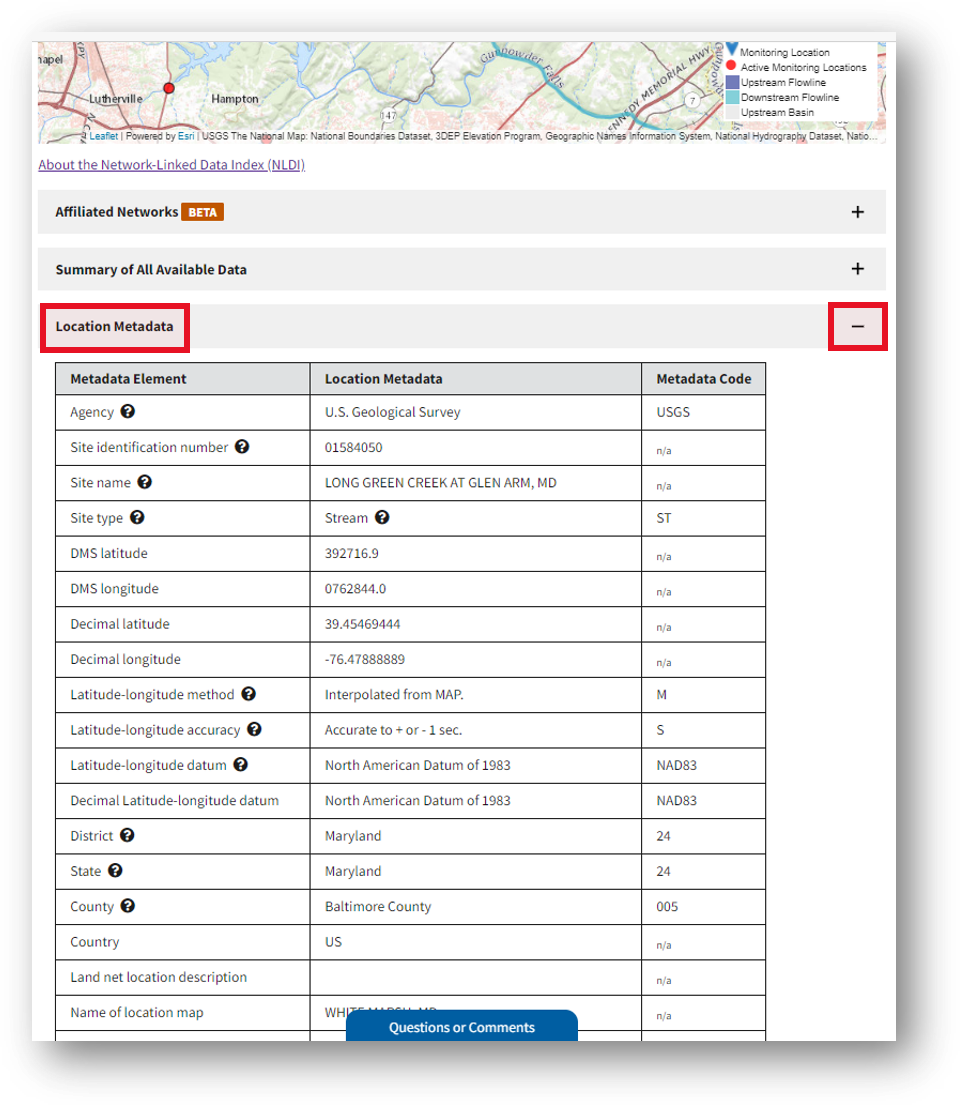 hapel
Lutherville
Hampton
147
Gunpowder Falls
NNEDY MEMORIAL HWY
7
Gunpow
Monitoring Location
Active Monitoring Locations
Upstream Flowline
Downstream Flowline
Upstream Basin
Leaflet | Powered by Esri | USGS The National Map: National Boundaries Dataset, 3DEP Elevation Program, Geographic Names Information System, National Hydrography Dataset, Natio...
About the Network-Linked Data Index (NLDI)
Affiliated Networks BETA +
Summary of All Available Data +
Location Metadata −
Metadata Element Location Metadata Metadata Code
Agency ? U.S. Geological Survey USGS
Site identification number ? 01584050 n/a
Site name ? LONG GREEN CREEK AT GLEN ARM, MD n/a
Site type ? Stream ? ST
DMS latitude 392716.9 n/a
DMS longitude 0762844.0 n/a
Decimal latitude 39.45469444 n/a
Decimal longitude -76.47888889 n/a
Latitude-longitude method ? Interpolated from MAP. M
Latitude-longitude accuracy ? Accurate to + or - 1 sec. S
Latitude-longitude datum ? North American Datum of 1983 NAD83
Decimal Latitude-longitude datum North American Datum of 1983 NAD83
District ? Maryland 24
State ? Maryland 24
County ? Baltimore County 005
Country US n/a
Land net location description n/a
Name of location map WHITE MARSH, MD n/a
Questions or Comments